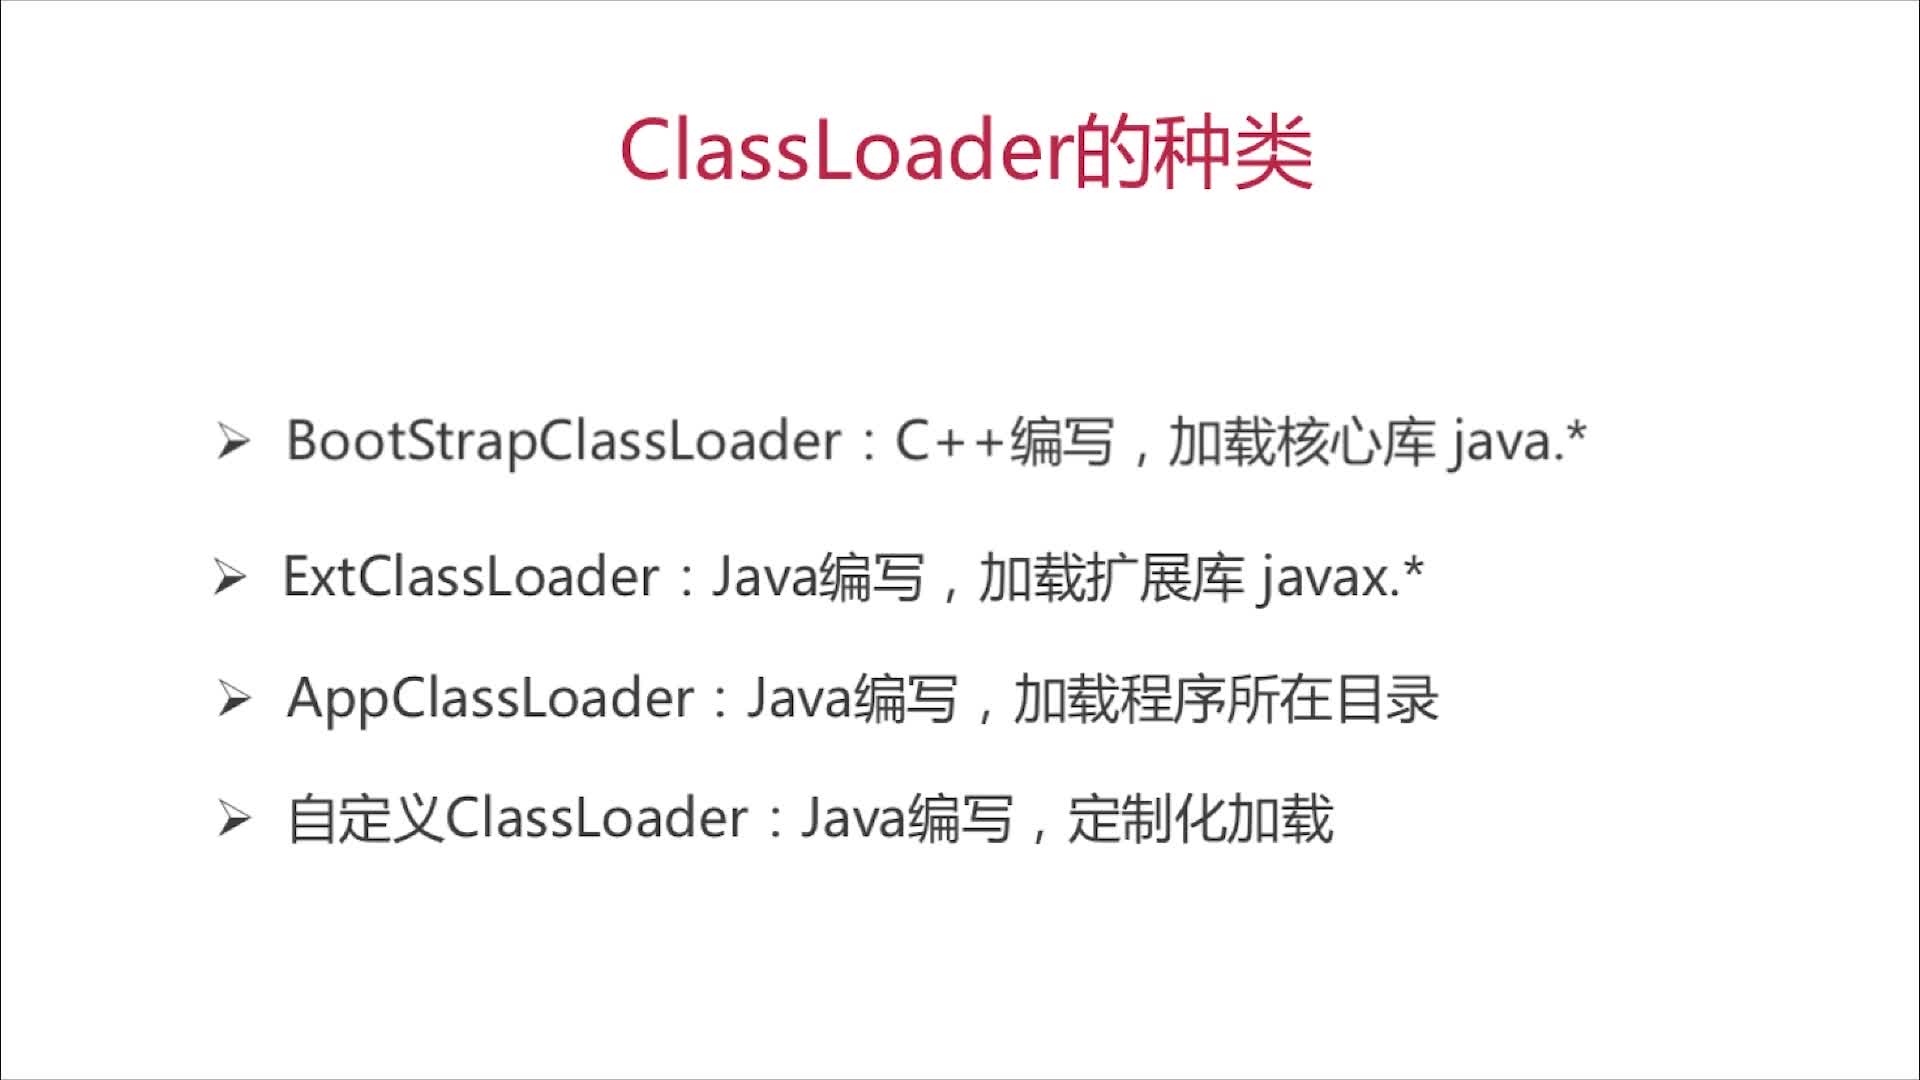 ClassLoader的种类
➢ BootStrapClassLoader：C++编写，加载核心库 java.*
➢ ExtClassLoader：Java编写，加载扩展库 javax.*
➢ AppClassLoader：Java编写，加载程序所在目录
➢ 自定义ClassLoader：Java编写，定制化加载